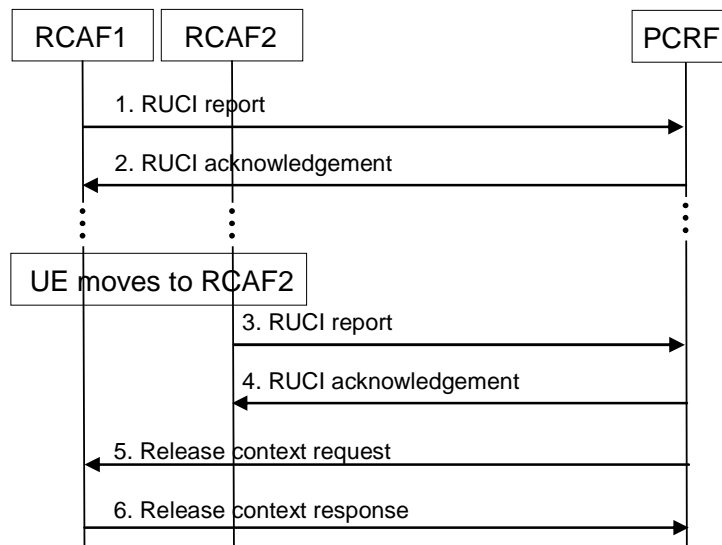 RCAF1
RCAF2
PCRF
1. RUCI report
2. RUCI acknowledgement
UE moves to RCAF2
3. RUCI report
4. RUCI acknowledgement
5. Release context request
6. Release context response